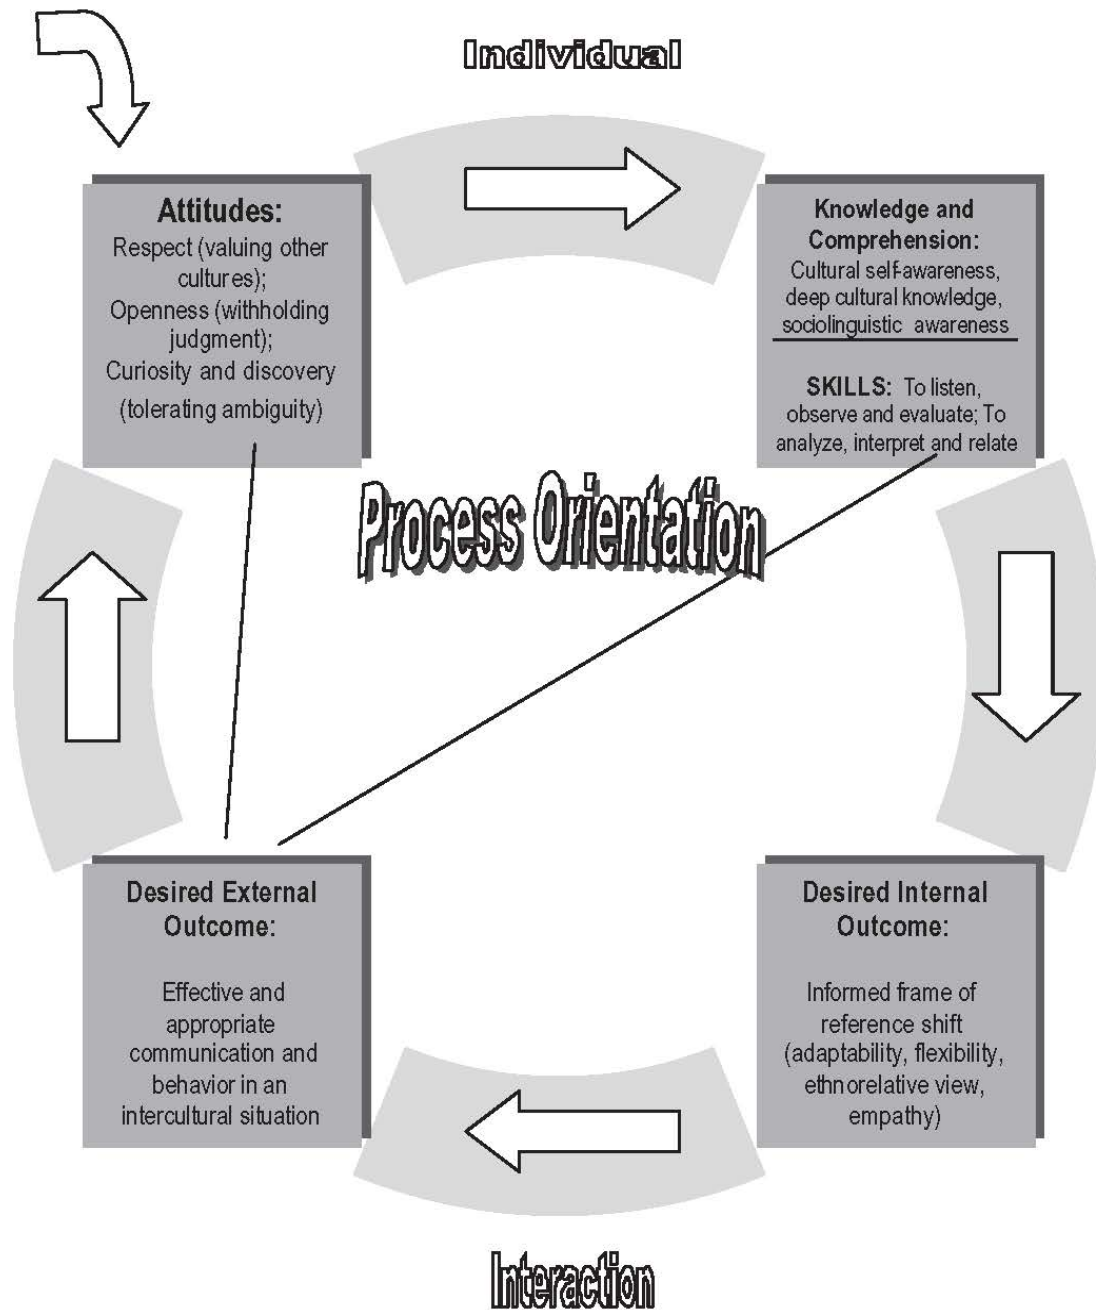 Individual
Attitudes:
Respect (valuing other
cultures);
Openness (withholding
judgment);
Curiosity and discovery
(tolerating ambiguity)
Knowledge and
Comprehension:
Cultural self-awareness,
deep cultural knowledge,
sociolinguistic awareness
SKILLS: To listen,
observe and evaluate; To
analyze, interpret and relate
Process Orientation
Desired External
Outcome:
Effective and
appropriate
communication and
behavior in an
intercultural situation
Desired Internal
Outcome:
Informed frame of
reference shift
(adaptability, flexibility,
ethnorelative view,
empathy)
Interaction